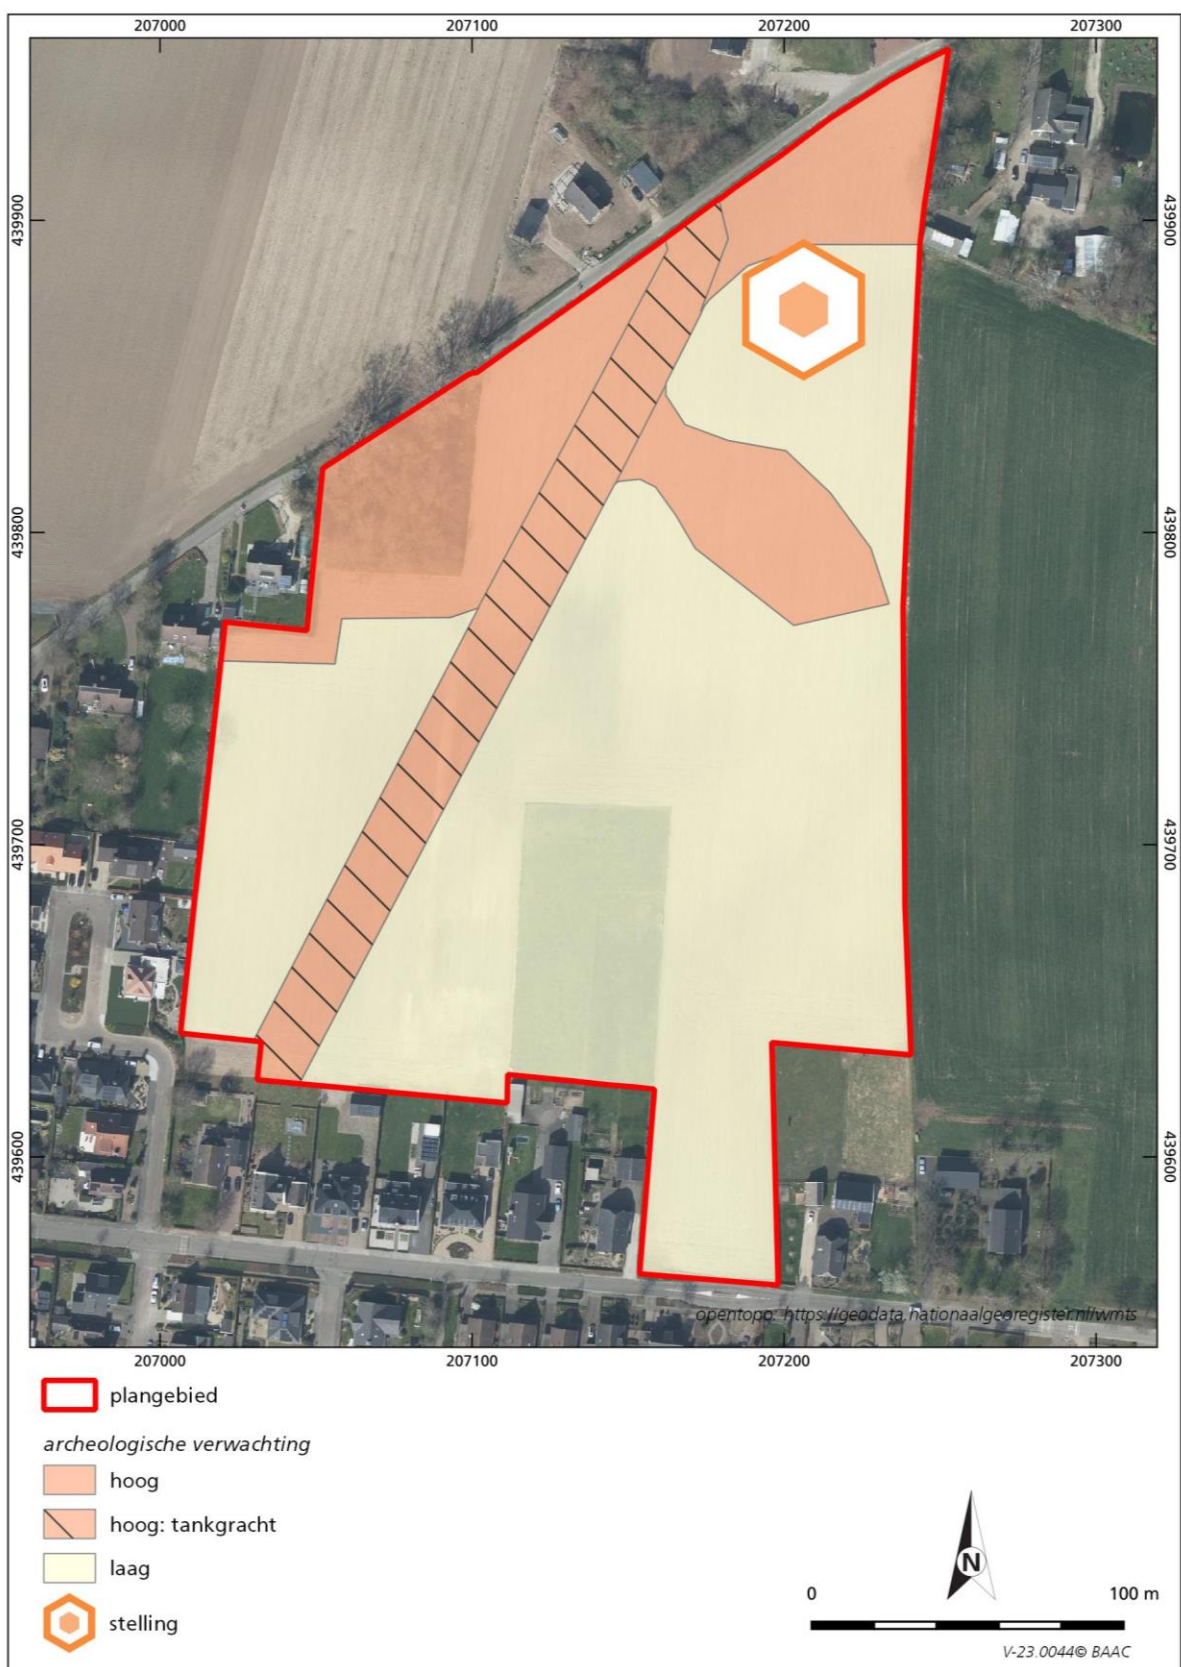 207000 207100 207200 207300
439900 439900
439800 439800
439700 439700
439600 439600
opentopo: https://geodata.nationaalgeoregister.nl/wmts
207000 207100 207200 207300
plangebied
archeologische verwachting
hoog
hoog: tankgracht
laag
stelling
N
0 100 m
V-23.0044© BAAC